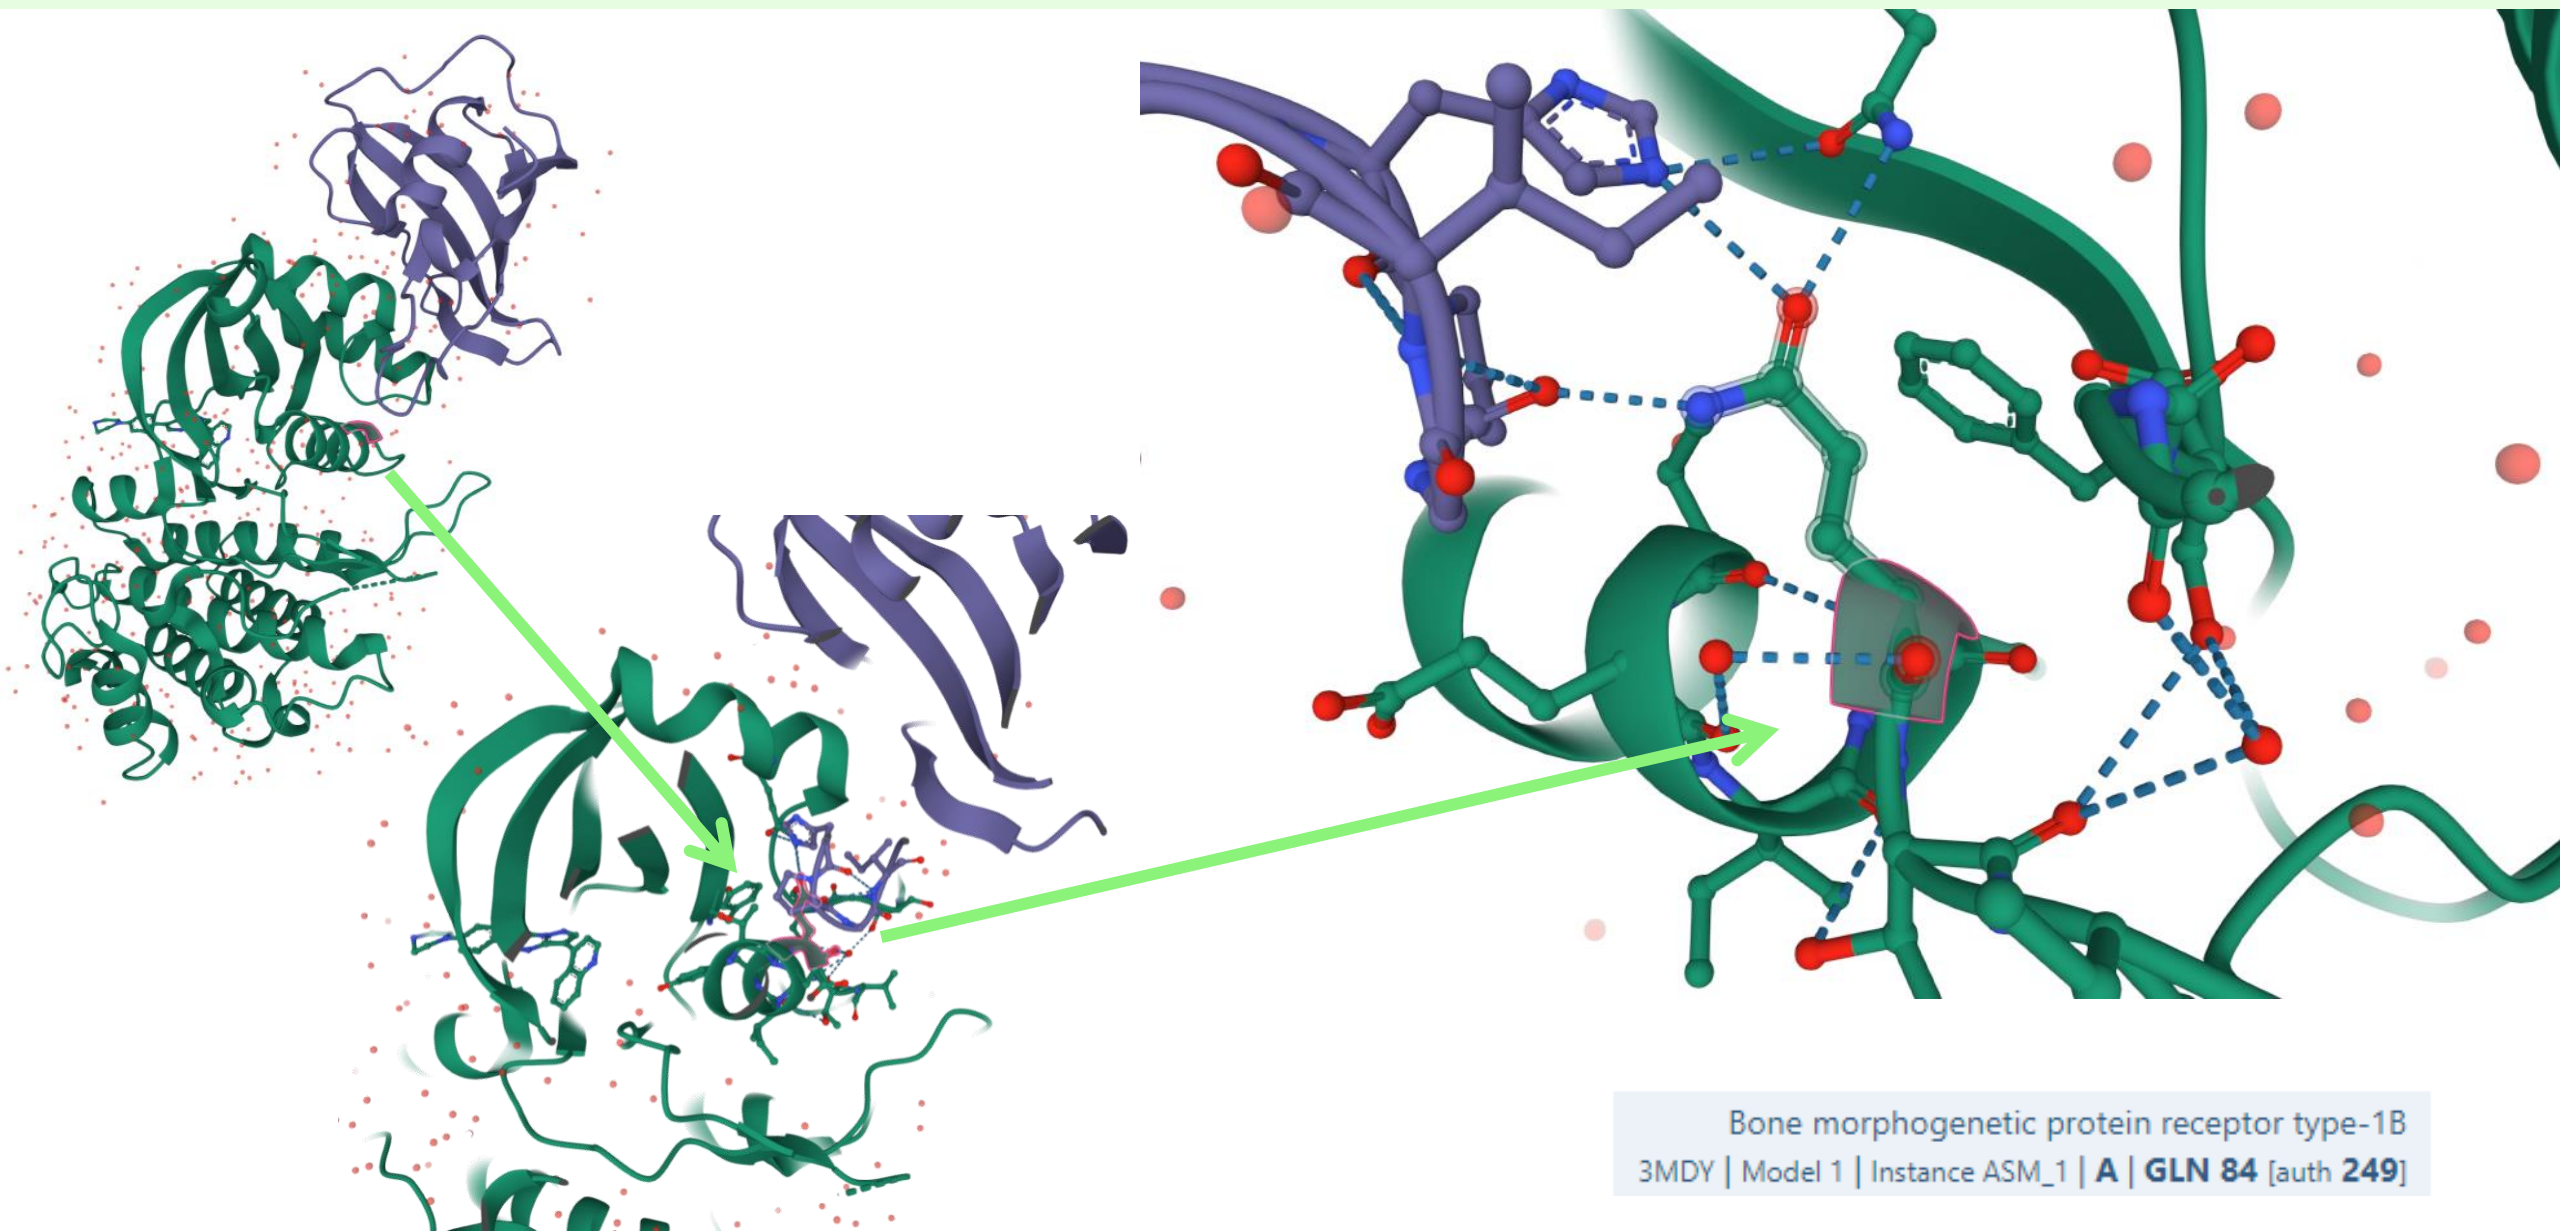 Bone morphogenetic protein receptor type-1B
3MDY | Model 1 | Instance ASM_1 | A | GLN 84 [auth 249]